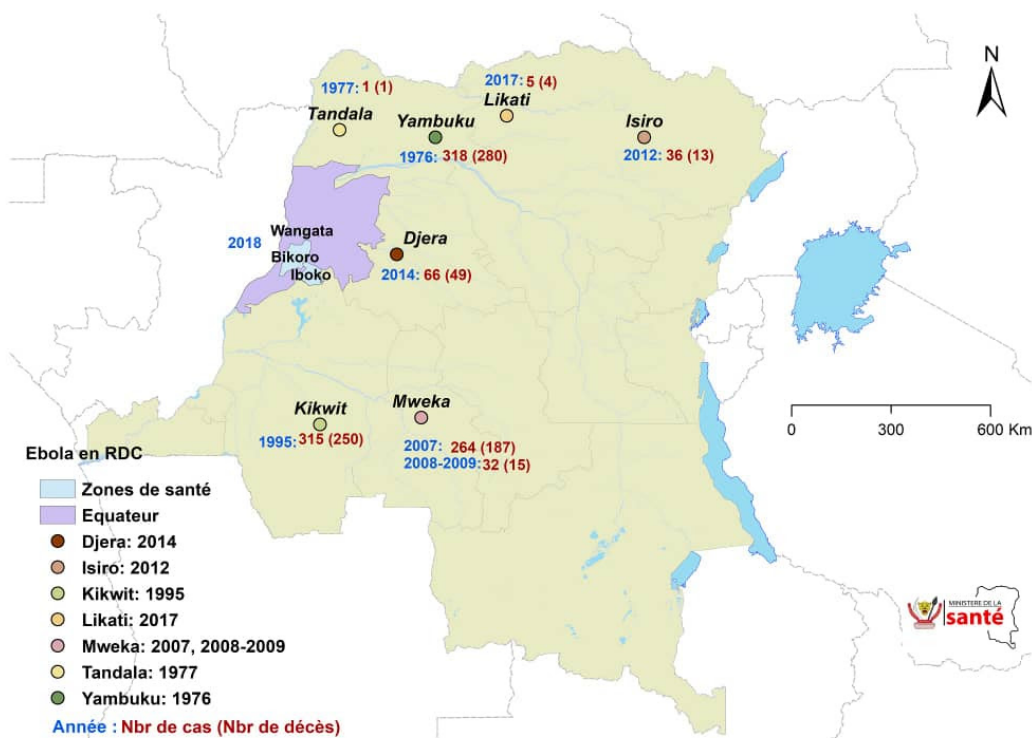 N
1977: 1 (1)
Tandala
2017: 5 (4)
Likati
Yambuku
1976: 318 (280)
Isiro
2012: 36 (13)
2018
Wangata
Bikoro
Iboko
Djera
2014: 66 (49)
Kikwit
1995: 315 (250)
Mweka
2007: 264 (187)
2008-2009: 32 (15)
0 300 600 Km
Ebola en RDC
Zones de santé
Equateur
Djera: 2014
Isiro: 2012
Kikwit: 1995
Likati: 2017
Mweka: 2007, 2008-2009
Tandala: 1977
Yambuku: 1976
Année : Nbr de cas (Nbr de décès)
MINISTERE DE LA
santé